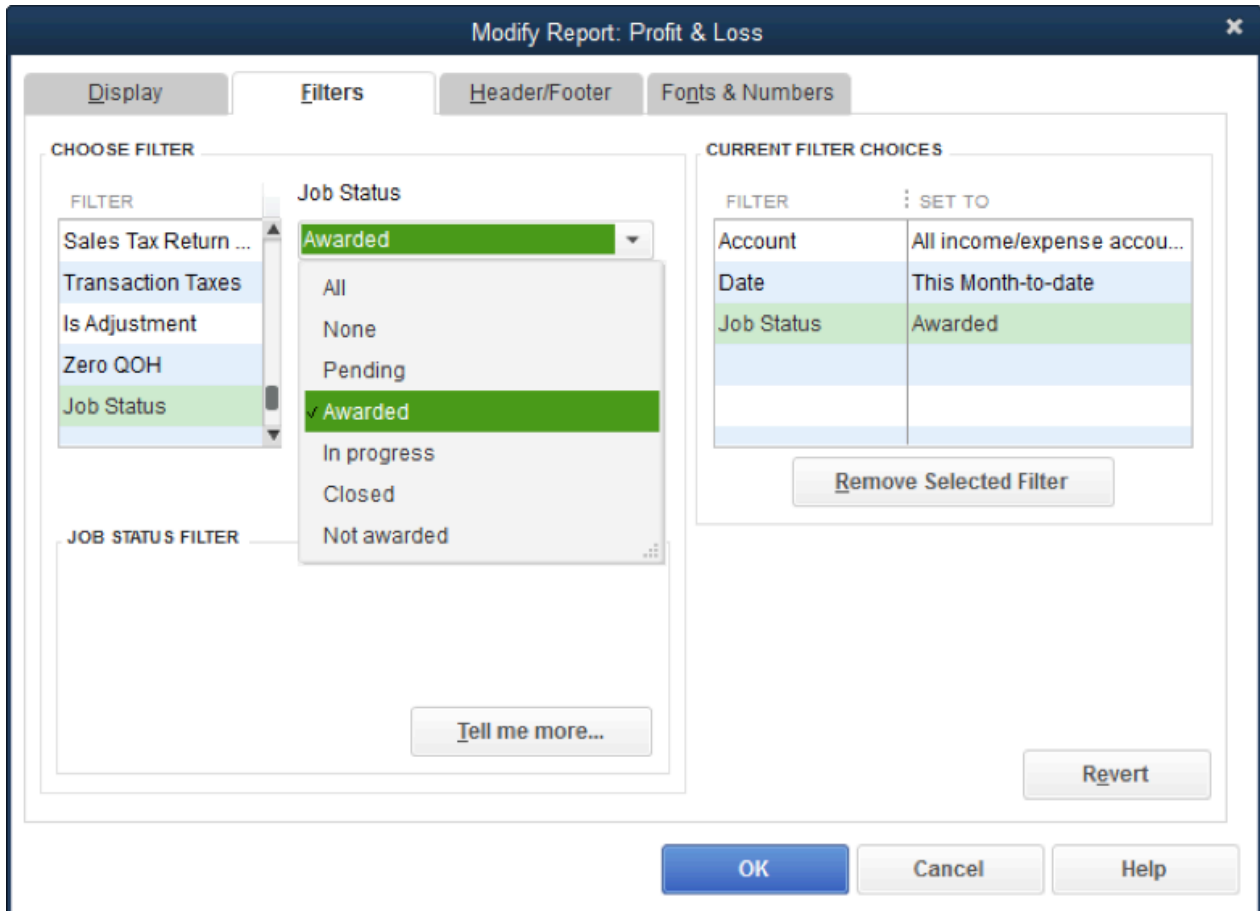 Modify Report: Profit & Loss
Display Filters Header/Footer Fonts & Numbers
CHOOSE FILTER
FILTER
Sales Tax Return ...
Transaction Taxes
Is Adjustment
Zero QOH
Job Status
Job Status
Awarded
All
None
Pending
Awarded
In progress
Closed
Not awarded
JOB STATUS FILTER
Tell me more...
CURRENT FILTER CHOICES
FILTER SET TO
Account All income/expense accou...
Date This Month-to-date
Job Status Awarded
Remove Selected Filter
Revert
OK Cancel Help